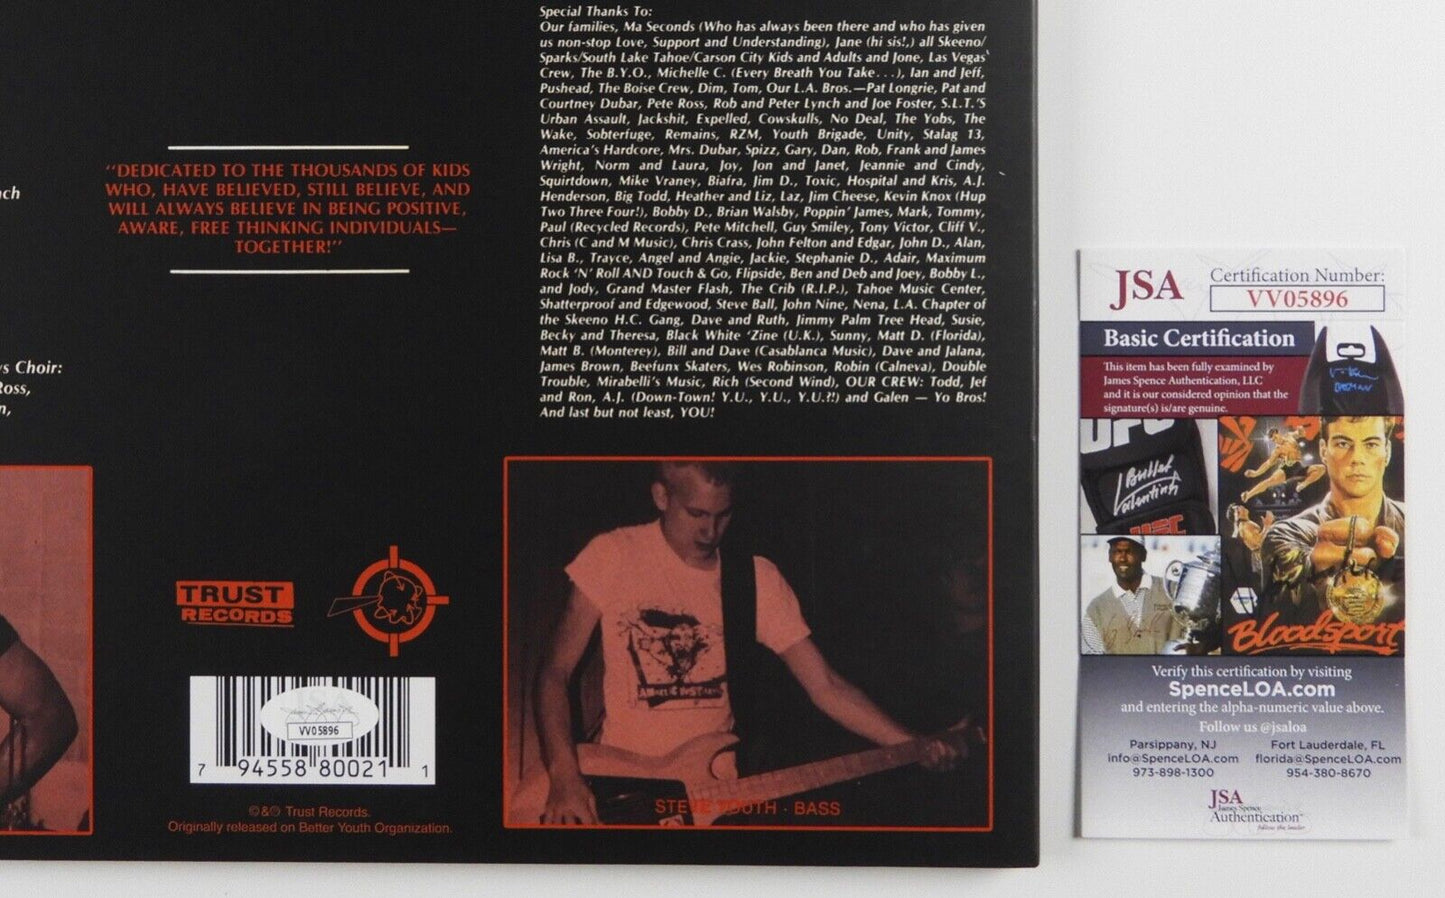 Special Thanks To:
Our families, Ma Seconds (Who has always been there and who has given
us non-stop Love, Support and Understanding), Jane (hi sis!,) all Skeeno/
Sparks/South Lake Tahoe/Carson City Kids and Adults and Jone, Las Vegas
Crew, The B.Y.O., Michelle C. (Every Breath You Take...), Ian and Jeff,
Pushead, The Boise Crew, Dim, Tom, Our L.A. Bros.—Pat Longrie, Pat and
Courtney Dubar, Pete Ross, Rob and Peter Lynch and Joe Foster, S.L.T.'S
Urban Assault, Jackshit, Expelled, Cowskulls, No Deal, The Yobs, The
Wake, Sobterfuge, Remains, RZM, Youth Brigade, Unity, Stalag 13,
America's Hardcore, Mrs. Dubar, Spizz, Gary, Dan, Rob, Frank and James
Wright, Norm and Laura, Joy, Jon and Janet, Jeannie and Cindy,
Squirtdown, Mike Vraney, Biafra, Jim D., Toxic, Hospital and Kris, A.J.
Henderson, Big Todd, Heather and Liz, Laz, Jim Cheese, Kevin Knox (Hup
Two Three Four!), Bobby D., Brian Walsby, Poppin' James, Mark, Tommy,
Paul (Recycled Records), Pete Mitchell, Guy Smiley, Tony Victor, Cliff V.,
Chris (C and M Music), Chris Crass, John Felton and Edgar, John D., Alan,
Lisa B., Trayce, Angel and Angie, Jackie, Stephanie D., Adair, Maximum
Rock 'N' Roll AND Touch & Go, Flipside, Ben and Deb and Joey, Bobby L.,
and Jody, Grand Master Flash, The Crib (R.I.P.), Tahoe Music Center,
Shatterproof and Edgewood, Steve Ball, John Nine, Nena, L.A. Chapter of
the Skeeno H.C. Gang, Dave and Ruth, Jimmy Palm Tree Head, Susie,
Becky and Theresa, Black White 'Zine (U.K.), Sunny, Matt D. (Florida),
Matt B. (Monterey), Bill and Dave (Casablanca Music), Dave and Jalana,
James Brown, Beefunx Skaters, Wes Robinson, Robin (Calneva), Double
Trouble, Mirabelli's Music, Rich (Second Wind), OUR CREW: Todd, Jef
and Ron, A.J. (Down-Town! Y.U., Y.U., Y.U.?!) and Galen — Yo Bros!
And last but not least, YOU!
"DEDICATED TO THE THOUSANDS OF KIDS
WHO, HAVE BELIEVED, STILL BELIEVE, AND
WILL ALWAYS BELIEVE IN BEING POSITIVE,
AWARE, FREE THINKING INDIVIDUALS—
TOGETHER!"
nch
ys Choir:
Ross,
n,
TRUST
RECORDS
JSA
VV05896
7 94558 80021 1
©&℗ Trust Records.
Originally released on Better Youth Organization.
STEVE YOUTH · BASS
JSA
Certification Number:
VV05896
Basic Certification
This item has been fully examined by
James Spence Authentication, LLC
and it is our considered opinion that the
signature(s) is/are genuine.
UFC
UFC
Bloodsport
Verify this certification by visiting
SpenceLOA.com
and entering the alpha-numeric value above.
Follow us @jsaloa
Parsippany, NJ
info@SpenceLOA.com
973-898-1300
Fort Lauderdale, FL
florida@SpenceLOA.com
954-380-8670
JSA
James Spence
Authentication
follow the leader